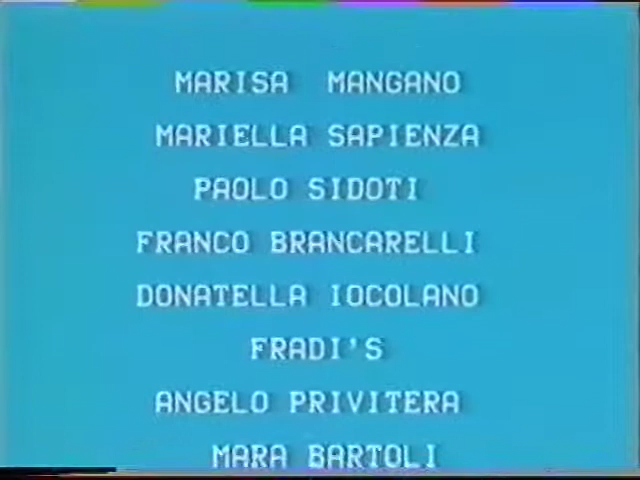 MARISA MANGANO
MARIELLA SAPIENZA
PAOLO SIDOTI
FRANCO BRANCARELLI
DONATELLA IOCOLANO
FRADI'S
ANGELO PRIVITERA
MARA BARTOLI